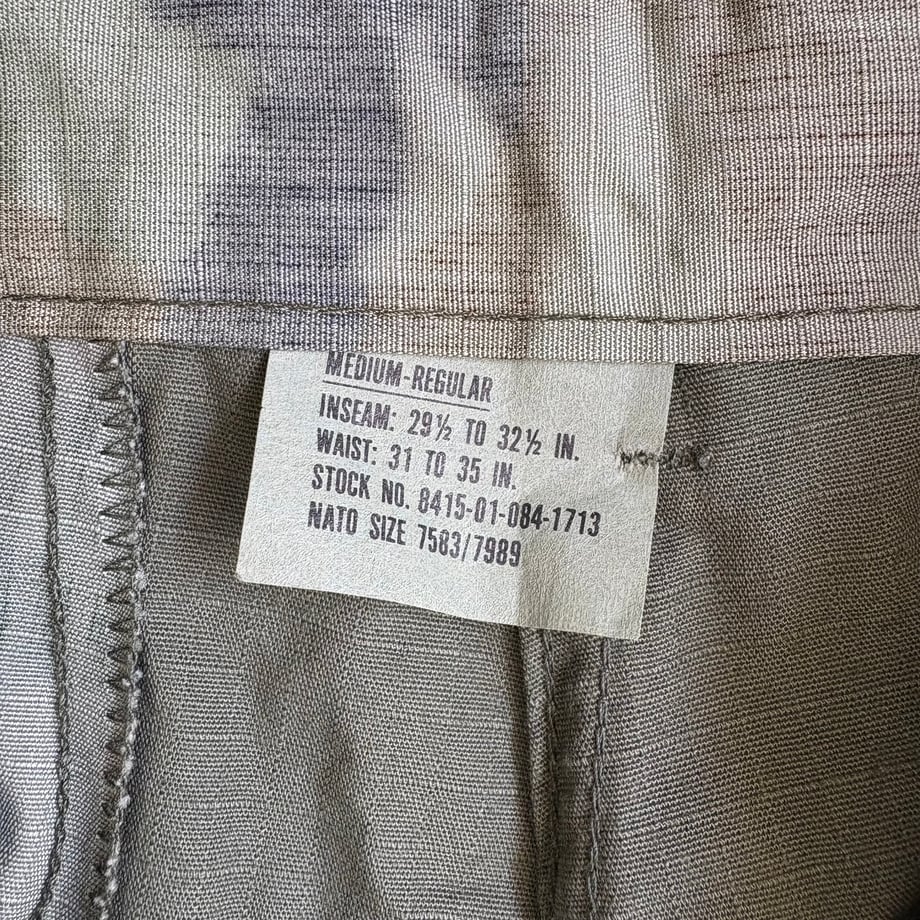 MEDIUM-REGULAR
INSEAM: 29½ TO 32½ IN.
WAIST: 31 TO 35 IN.
STOCK NO. 8415-01-084-1713
NATO SIZE 7583/7989